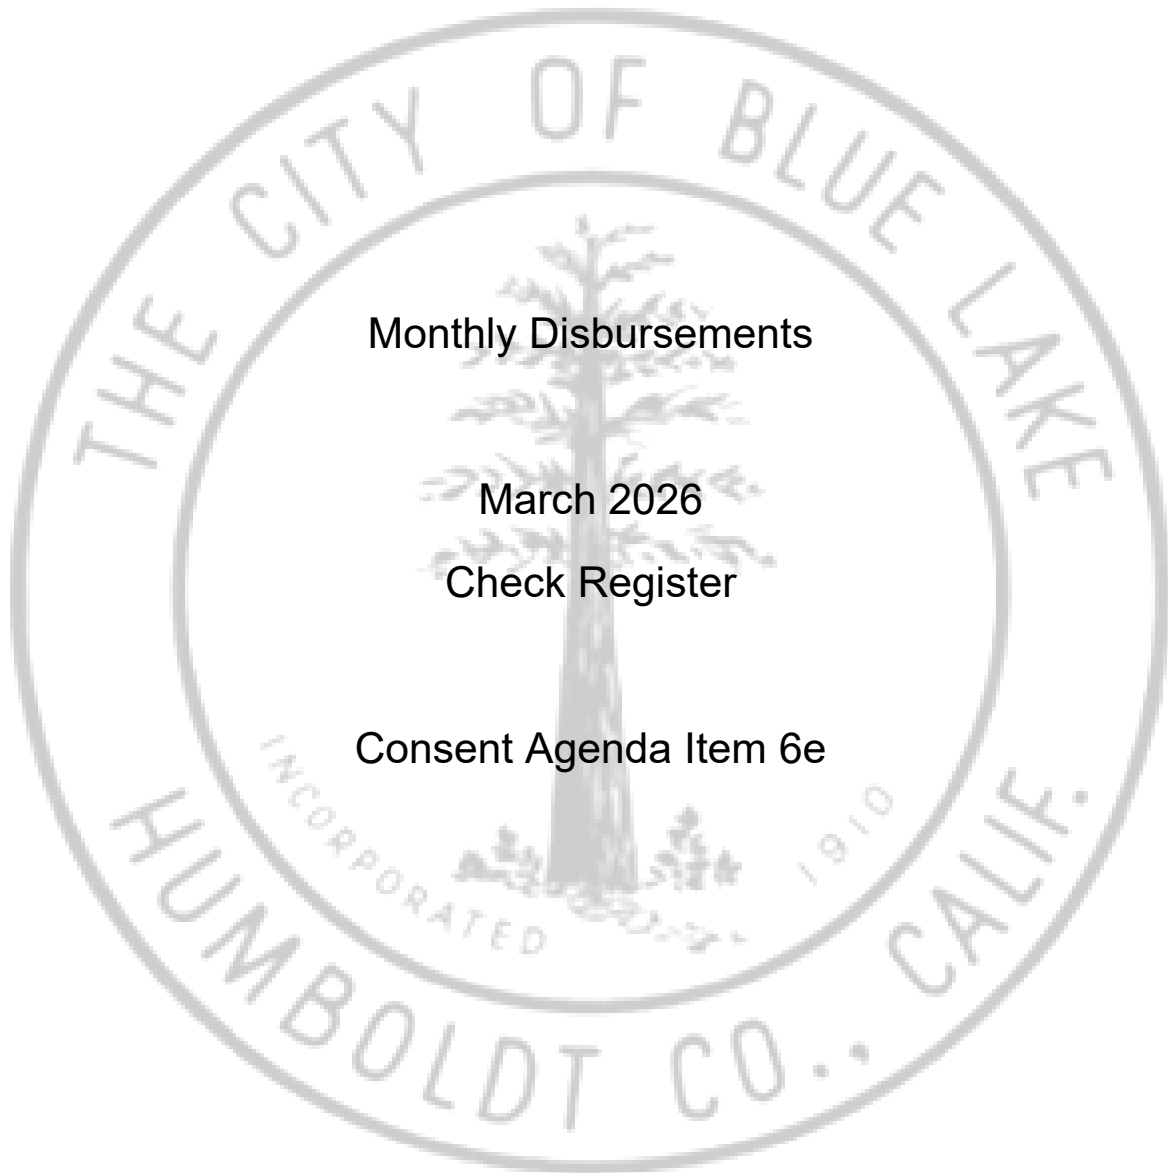 THE CITY OF BLUE LAKE
Monthly Disbursements
March 2026
Check Register
Consent Agenda Item 6e
INCORPORATED 1910
HUMBOLDT CO., CALIF.